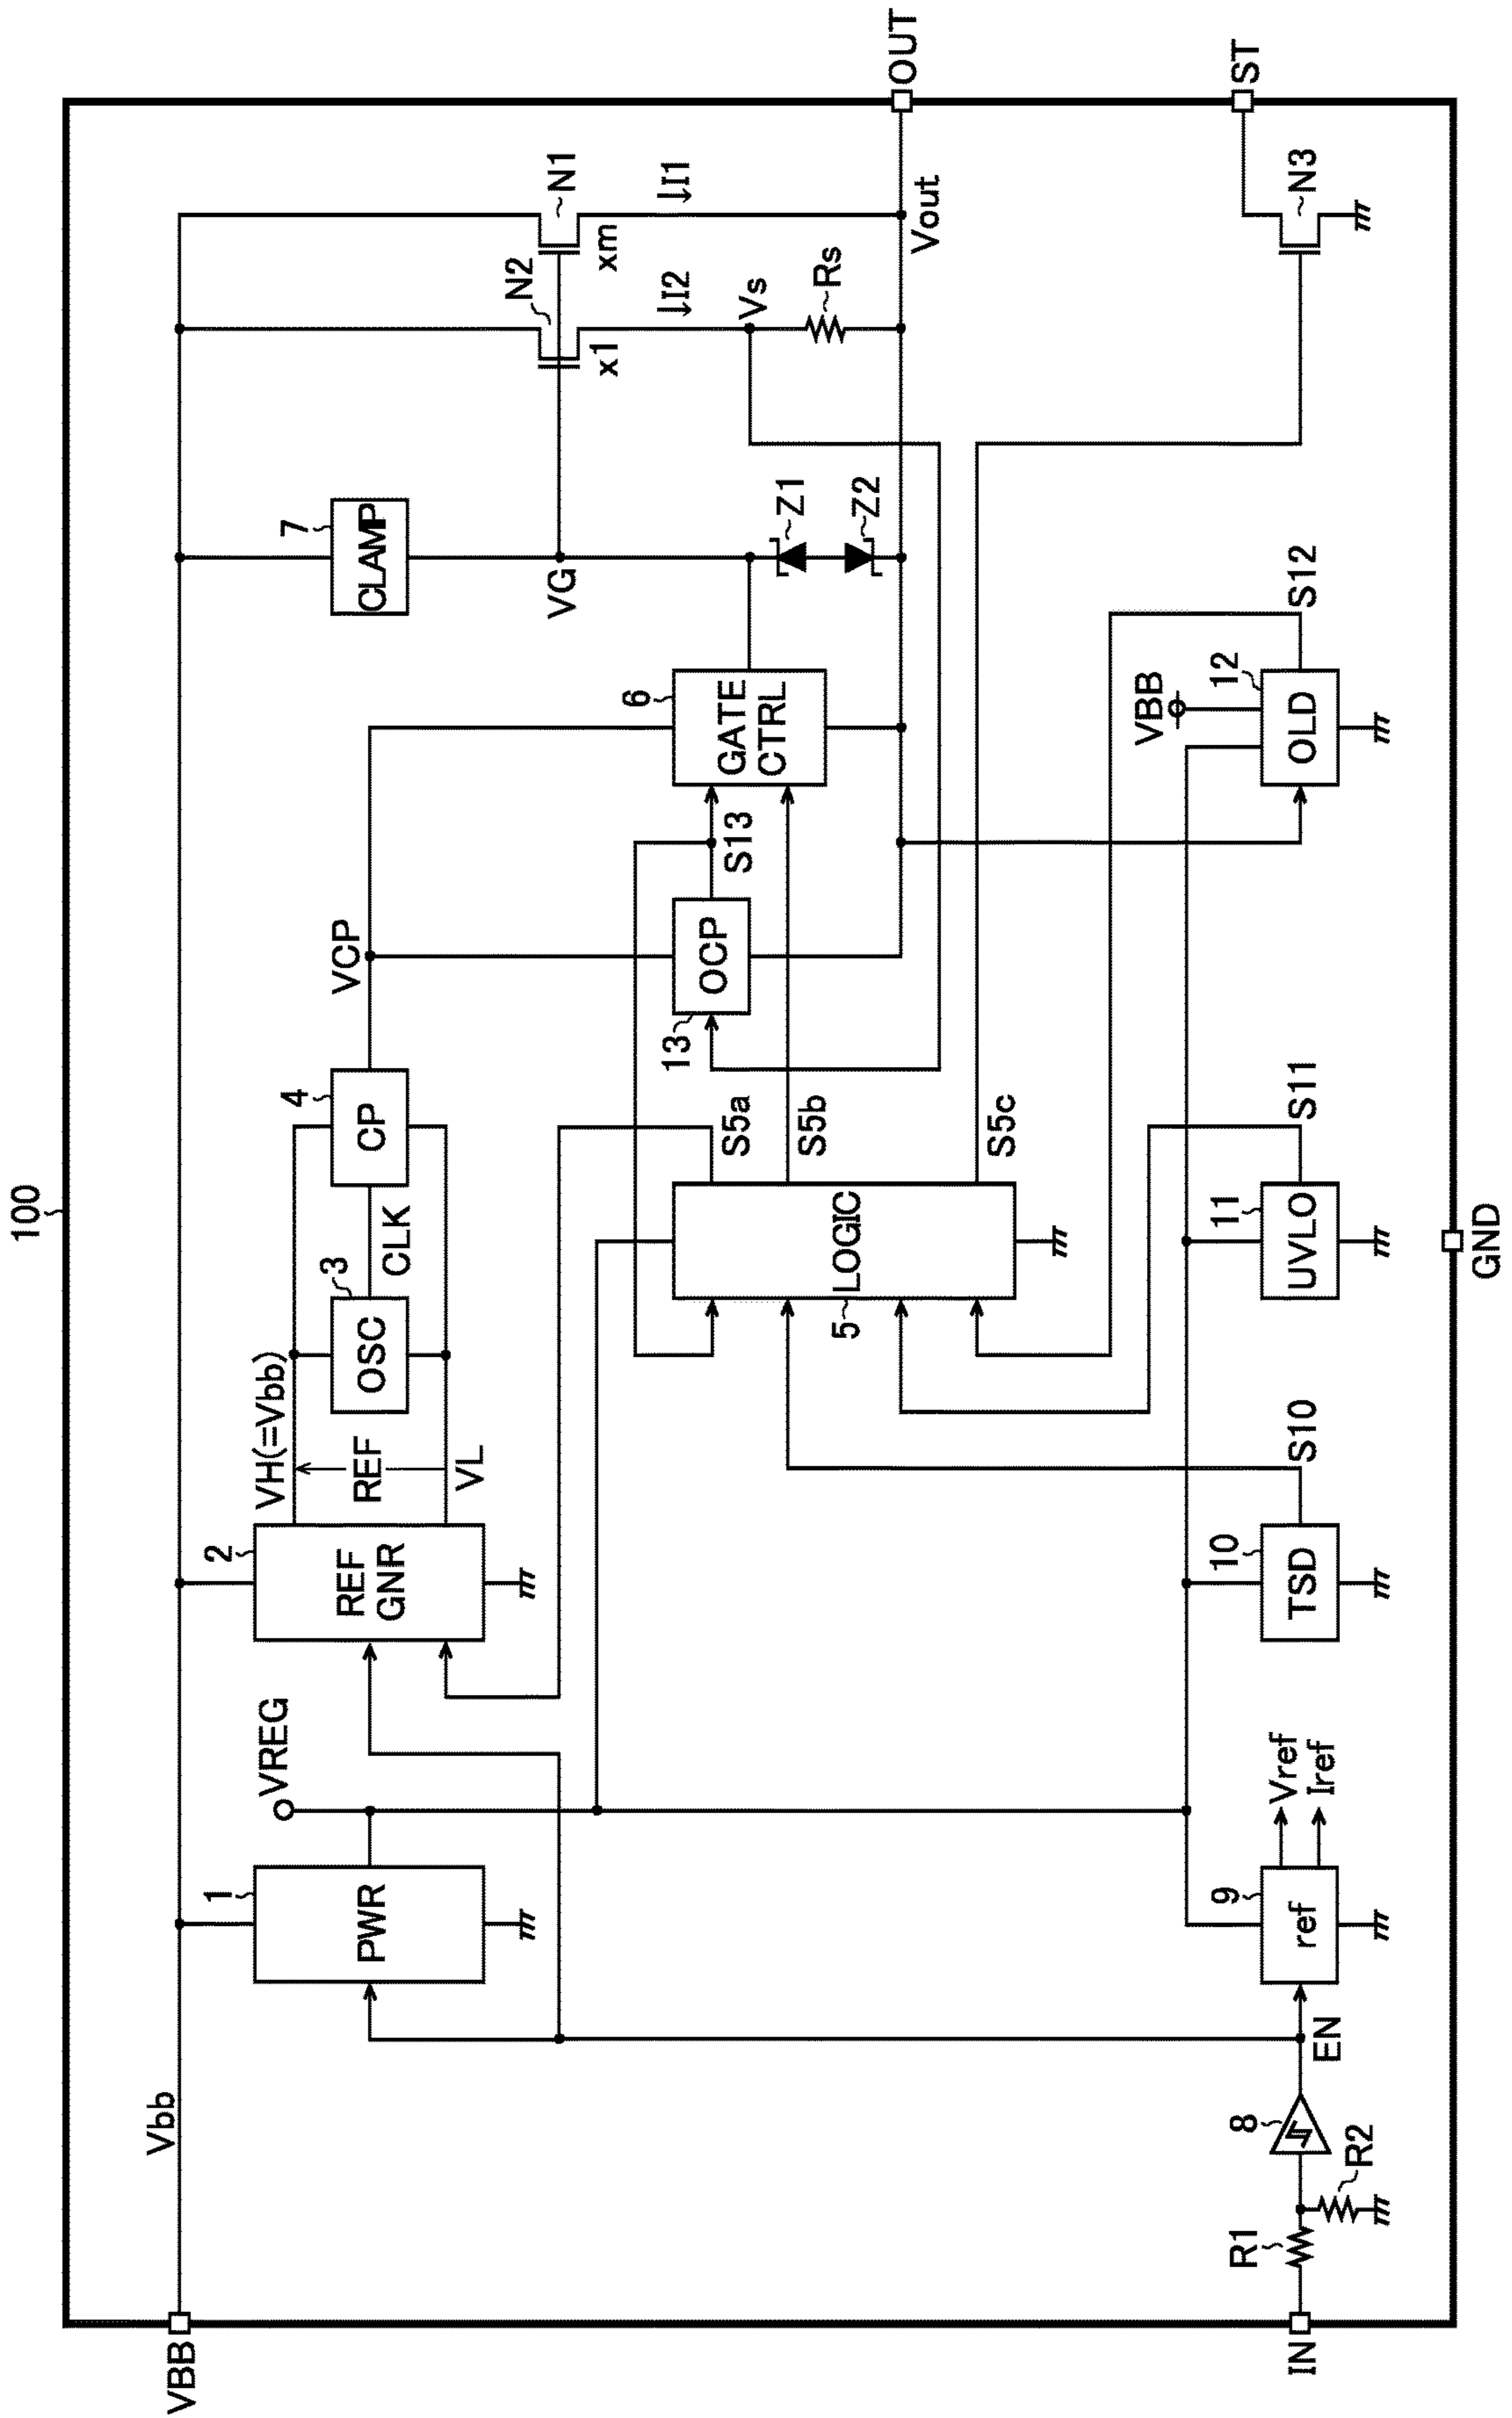 100
VBB
Vbb
1
PWR
VREG
2
REF
GNR
VH(=Vbb)
REF
VL
3
OSC
CLK
4
CP
VCP
7
CLAMP
VG
N2
x1
N1
xm
↓I2
↓I1
Vs
Rs
Vout
OUT
Z1
Z2
6
GATE
CTRL
S13
13
OCP
S5a
S5b
S5c
5
LOGIC
VBB
12
OLD
S12
11
UVLO
S11
10
TSD
S10
9
ref
Vref
Iref
EN
8
R1
R2
IN
GND
N3
ST